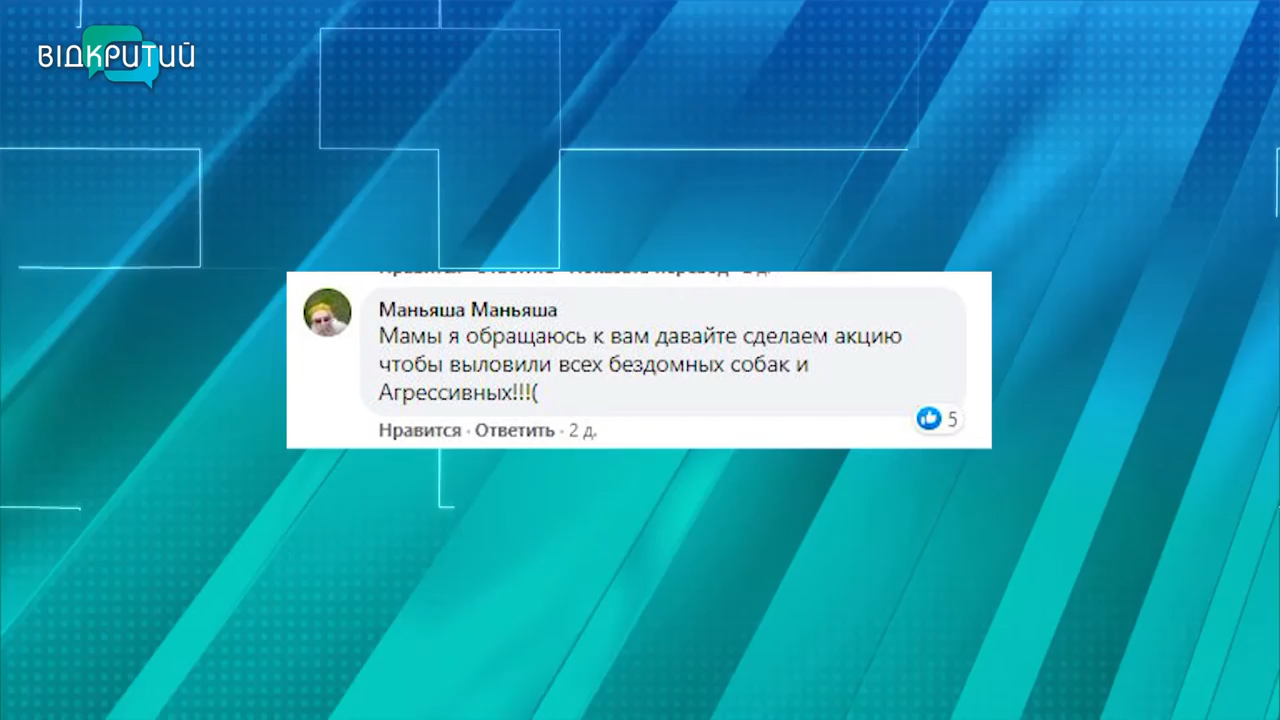 ВІДКРИТИЙ
Маньяша Маньяша
Мамы я обращаюсь к вам давайте сделаем акцию
чтобы выловили всех бездомных собак и
Агрессивных!!!(
5
Нравится · Ответить · 2 д.